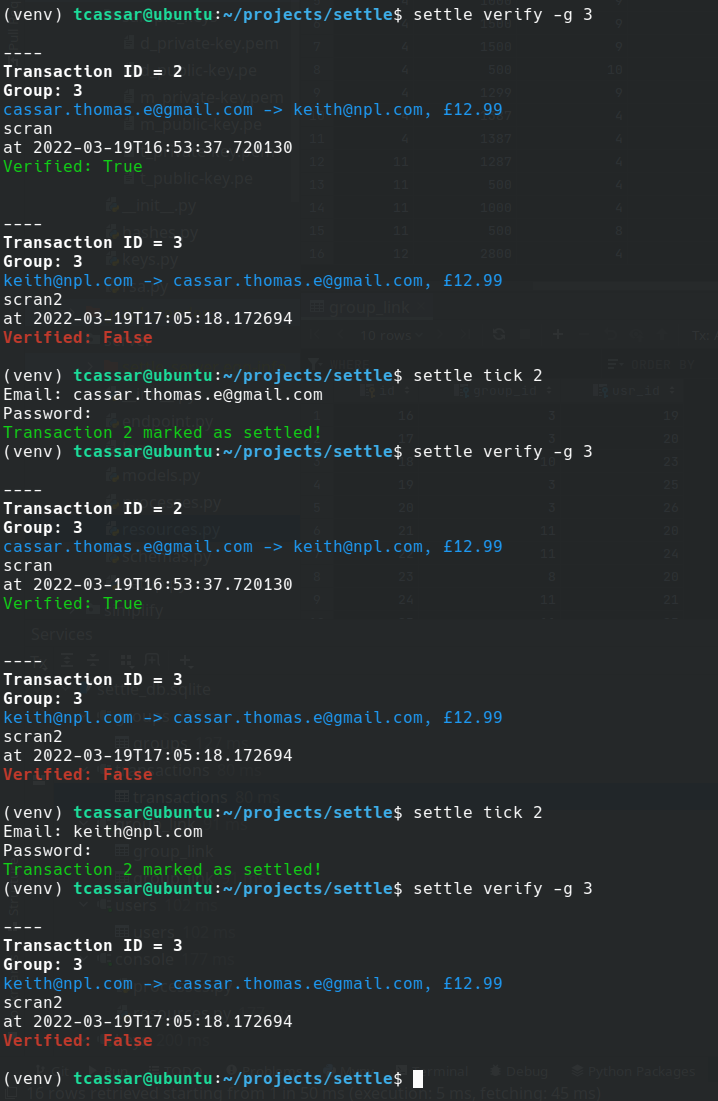 (venv) tcassar@ubuntu:~/projects/settle$ settle verify -g 3
----
Transaction ID = 2
Group: 3
cassar.thomas.e@gmail.com -> keith@npl.com, £12.99
scran
at 2022-03-19T16:53:37.720130
Verified: True
----
Transaction ID = 3
Group: 3
keith@npl.com -> cassar.thomas.e@gmail.com, £12.99
scran2
at 2022-03-19T17:05:18.172694
Verified: False
(venv) tcassar@ubuntu:~/projects/settle$ settle tick 2
Email: cassar.thomas.e@gmail.com
Password:
Transaction 2 marked as settled!
(venv) tcassar@ubuntu:~/projects/settle$ settle verify -g 3
----
Transaction ID = 2
Group: 3
cassar.thomas.e@gmail.com -> keith@npl.com, £12.99
scran
at 2022-03-19T16:53:37.720130
Verified: True
----
Transaction ID = 3
Group: 3
keith@npl.com -> cassar.thomas.e@gmail.com, £12.99
scran2
at 2022-03-19T17:05:18.172694
Verified: False
(venv) tcassar@ubuntu:~/projects/settle$ settle tick 2
Email: keith@npl.com
Password:
Transaction 2 marked as settled!
(venv) tcassar@ubuntu:~/projects/settle$ settle verify -g 3
----
Transaction ID = 3
Group: 3
keith@npl.com -> cassar.thomas.e@gmail.com, £12.99
scran2
at 2022-03-19T17:05:18.172694
Verified: False
(venv) tcassar@ubuntu:~/projects/settle$